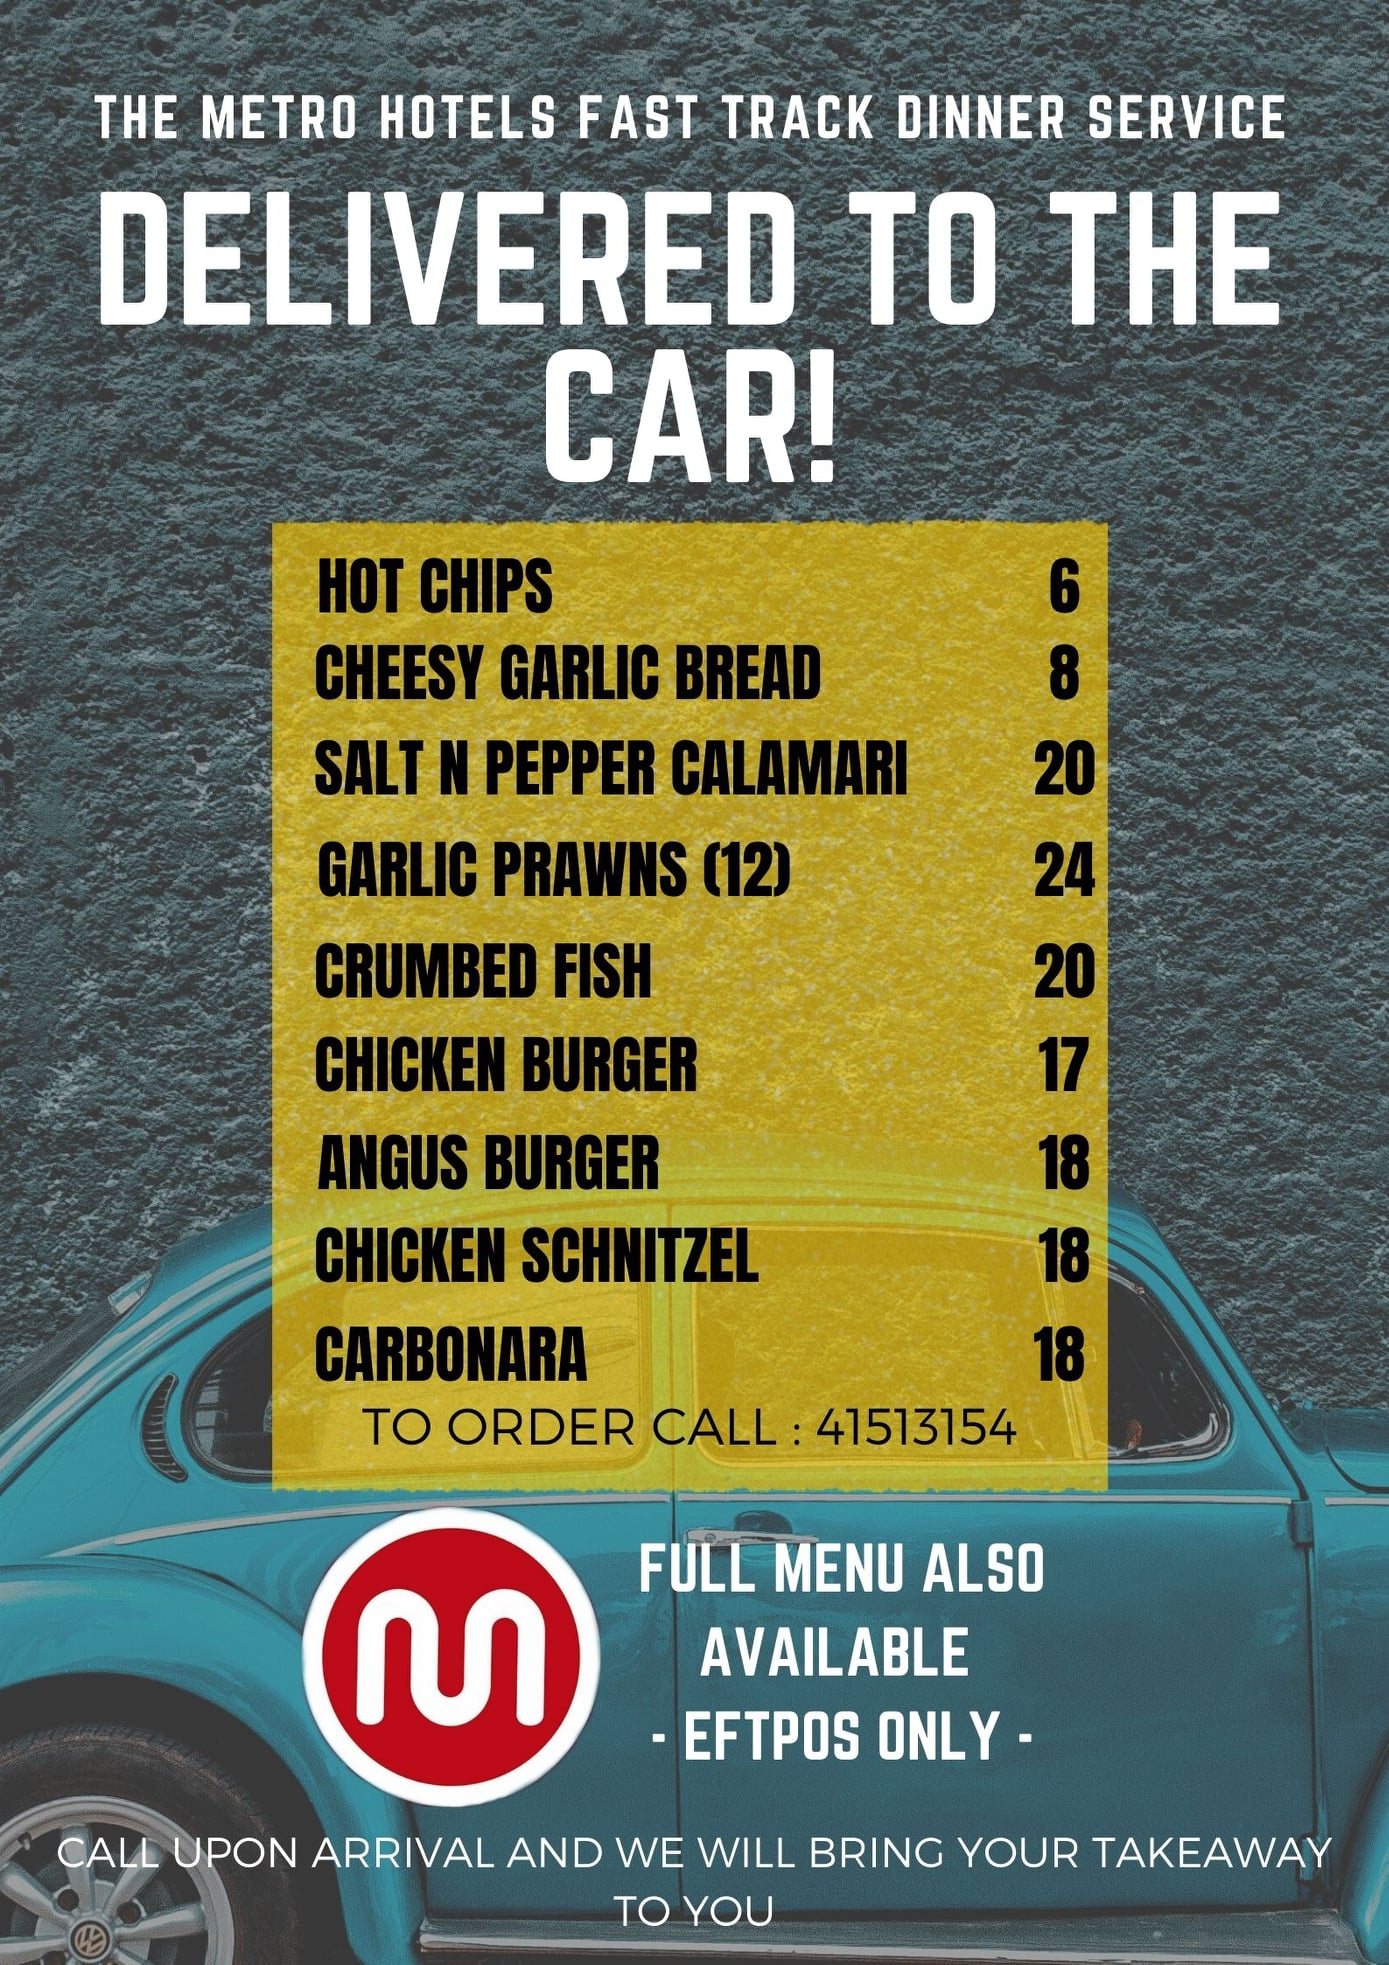 THE METRO HOTELS FAST TRACK DINNER SERVICE
DELIVERED TO THE
CAR!
HOT CHIPS 6
CHEESY GARLIC BREAD 8
SALT N PEPPER CALAMARI 20
GARLIC PRAWNS (12) 24
CRUMBED FISH 20
CHICKEN BURGER 17
ANGUS BURGER 18
CHICKEN SCHNITZEL 18
CARBONARA 18
TO ORDER CALL : 41513154
M
FULL MENU ALSO
AVAILABLE
- EFTPOS ONLY -
CALL UPON ARRIVAL AND WE WILL BRING YOUR TAKEAWAY
TO YOU